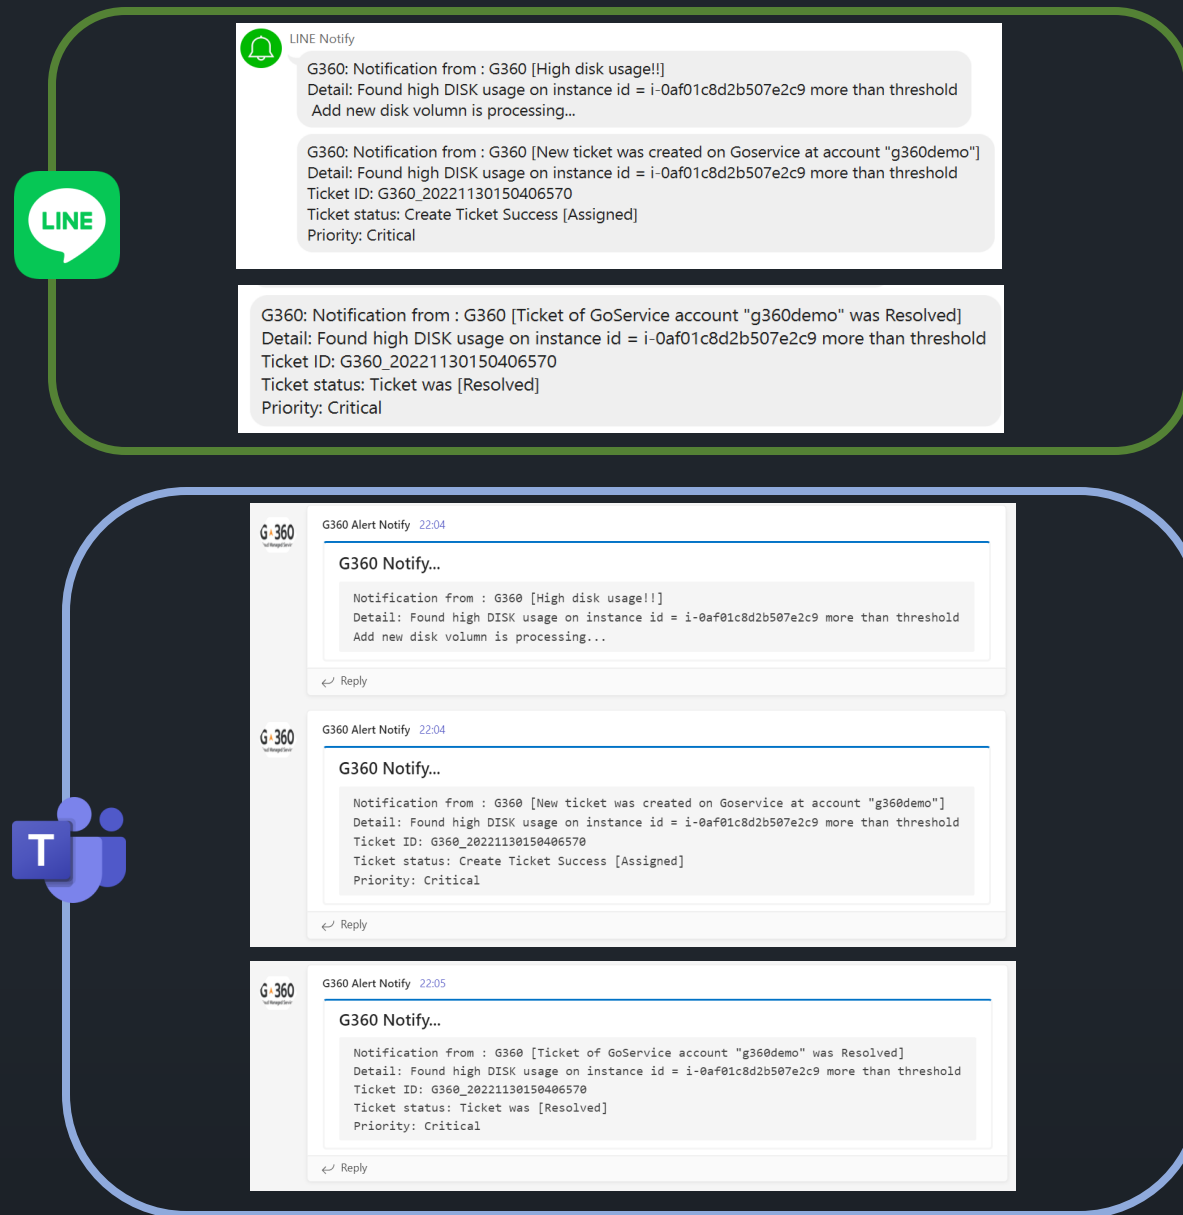 LINE Notify
G360: Notification from : G360 [High disk usage!!]
Detail: Found high DISK usage on instance id = i-0af01c8d2b507e2c9 more than threshold
Add new disk volumn is processing...
G360: Notification from : G360 [New ticket was created on Goservice at account "g360demo"]
Detail: Found high DISK usage on instance id = i-0af01c8d2b507e2c9 more than threshold
Ticket ID: G360_20221130150406570
Ticket status: Create Ticket Success [Assigned]
Priority: Critical
LINE
G360: Notification from : G360 [Ticket of GoService account "g360demo" was Resolved]
Detail: Found high DISK usage on instance id = i-0af01c8d2b507e2c9 more than threshold
Ticket ID: G360_20221130150406570
Ticket status: Ticket was [Resolved]
Priority: Critical
G360
G360 Alert Notify 22:04
G360 Notify...
Notification from : G360 [High disk usage!!]
Detail: Found high DISK usage on instance id = i-0af01c8d2b507e2c9 more than threshold
Add new disk volumn is processing...
Reply
G360
G360 Alert Notify 22:04
G360 Notify...
Notification from : G360 [New ticket was created on Goservice at account "g360demo"]
Detail: Found high DISK usage on instance id = i-0af01c8d2b507e2c9 more than threshold
Ticket ID: G360_20221130150406570
Ticket status: Create Ticket Success [Assigned]
Priority: Critical
Reply
T
G360
G360 Alert Notify 22:05
G360 Notify...
Notification from : G360 [Ticket of GoService account "g360demo" was Resolved]
Detail: Found high DISK usage on instance id = i-0af01c8d2b507e2c9 more than threshold
Ticket ID: G360_20221130150406570
Ticket status: Ticket was [Resolved]
Priority: Critical
Reply